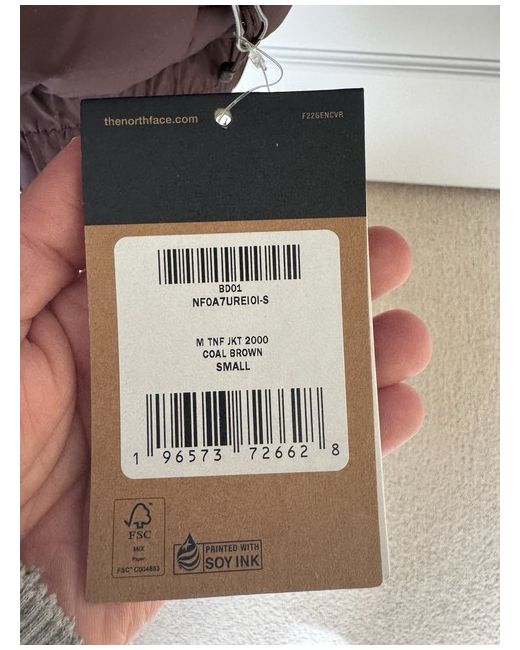 thenorthface.com
F22GENCVR
BD01
NF0A7UREI0I-S
M TNF JKT 2000
COAL BROWN
SMALL
1 96573 72662 8
FSC
MIX
Paper
FSC® C004853
PRINTED WITH
SOY INK